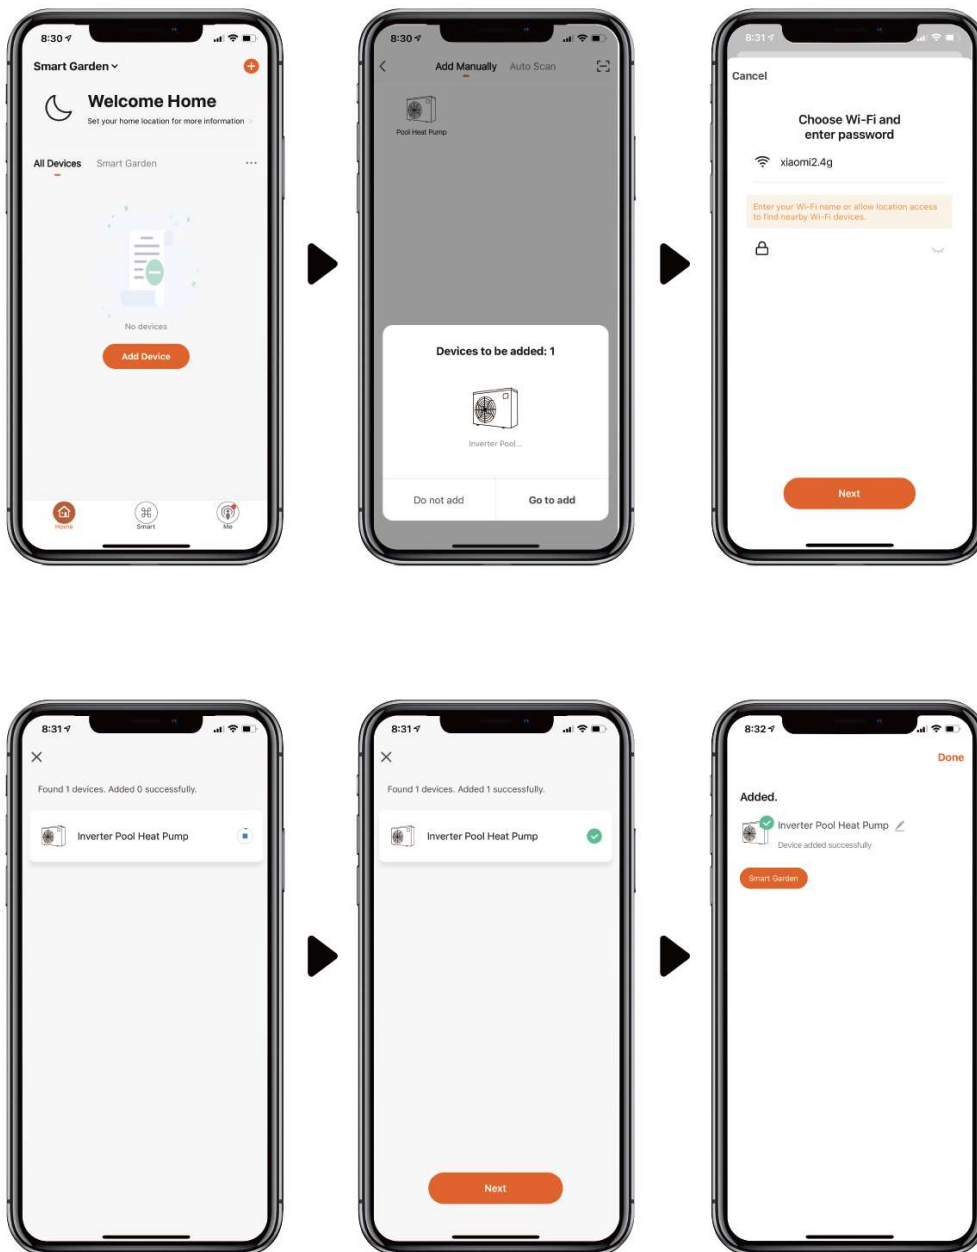 8:30
Smart Garden
Welcome Home
Set your home location for more information
All Devices Smart Garden
No devices
Add Device
Home Smart Me
8:30
Add Manually Auto Scan
Pool Heat Pump
Devices to be added: 1
Inverter Pool...
Do not add Go to add
8:31
Cancel
Choose Wi-Fi and
enter password
xiaomi2.4g
Enter your Wi-Fi name or allow location access
to find nearby Wi-Fi devices.
Next
8:31
Found 1 devices. Added 0 successfully.
Inverter Pool Heat Pump
8:31
Found 1 devices. Added 1 successfully.
Inverter Pool Heat Pump
Next
8:32
Done
Added.
Inverter Pool Heat Pump
Device added successfully
Smart Garden